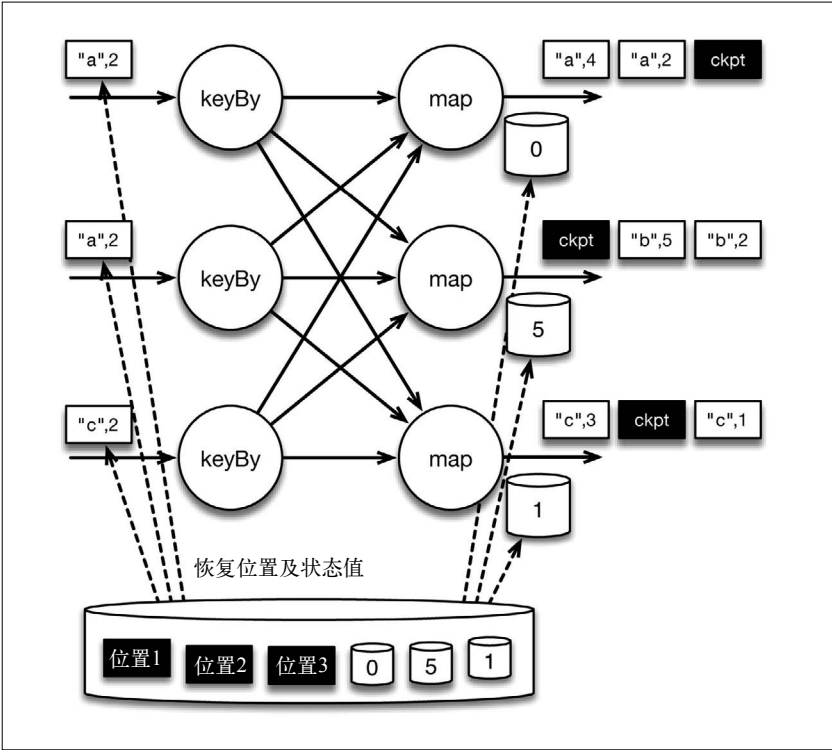 "a",2
keyBy
map
"a",4 "a",2 ckpt
0
"a",2
keyBy
map
ckpt "b",5 "b",2
5
"c",2
keyBy
map
"c",3 ckpt "c",1
1
恢复位置及状态值
位置1 位置2 位置3 0 5 1